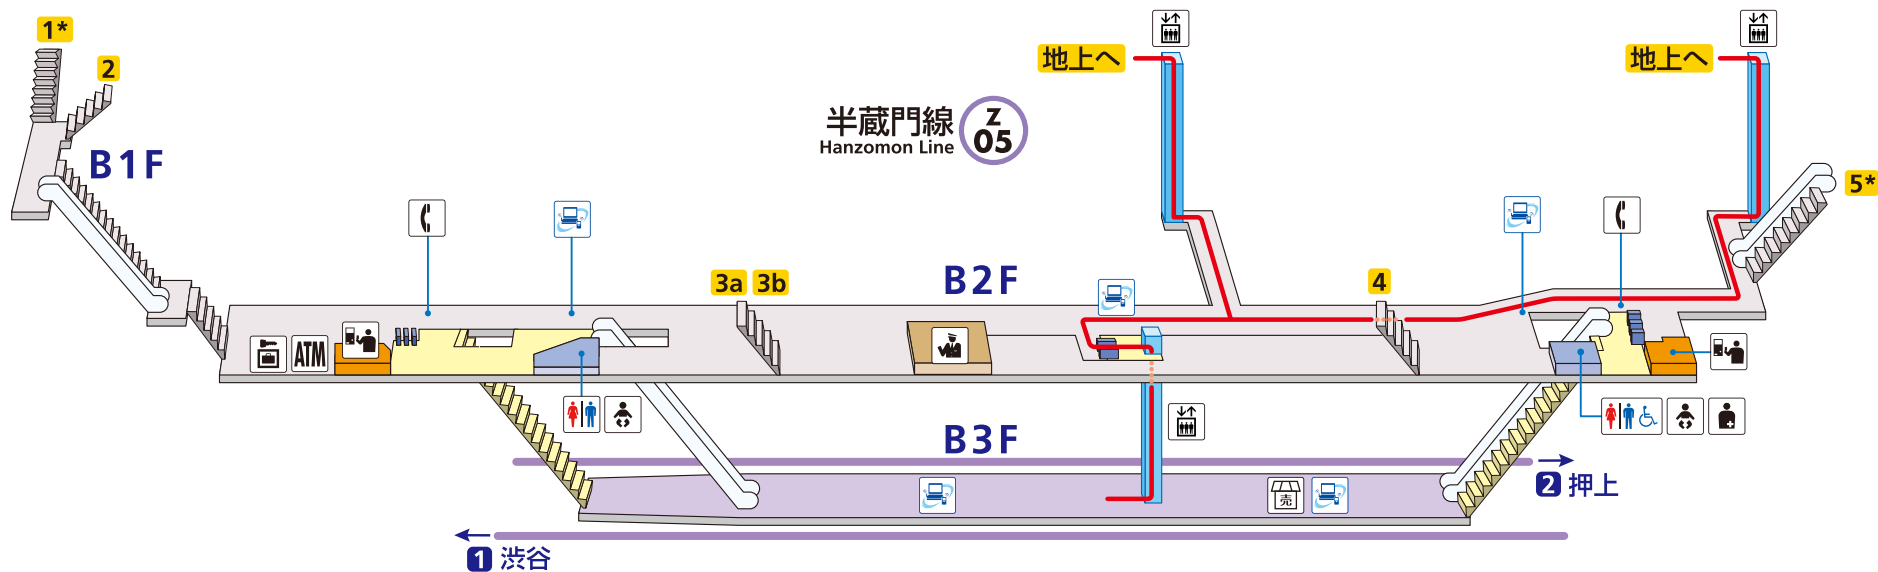 1*
2
B1F
地上へ
地上へ
半蔵門線
Hanzomon Line
Z
05
5*
B2F
3a
3b
4
ATM
B3F
売
2 押上
1 渋谷